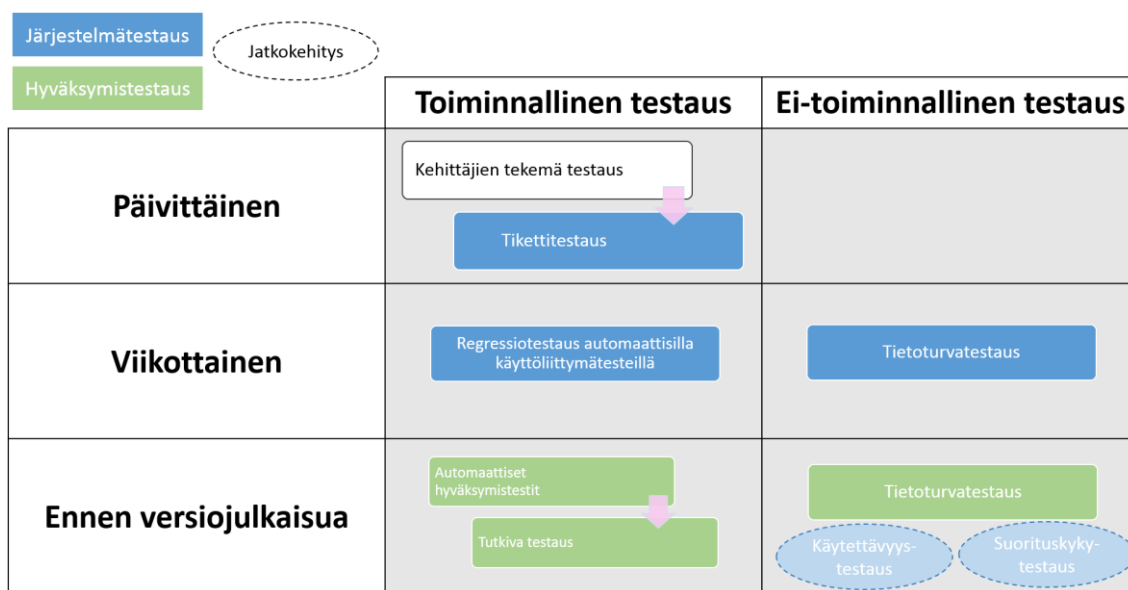 Järjestelmätestaus
Jatkokehitys
Hyväksymistestaus
Toiminnallinen testaus
Ei-toiminnallinen testaus
Päivittäinen
Kehittäjien tekemä testaus
Tikettitestaus
Viikottainen
Regressiotestaus automaattisilla
käyttöliittymätesteillä
Tietoturvatestaus
Ennen versiojulkaisua
Automaattiset
hyväksymistestit
Tutkiva testaus
Tietoturvatestaus
Käytettävyys-
testaus
Suorituskyky-
testaus